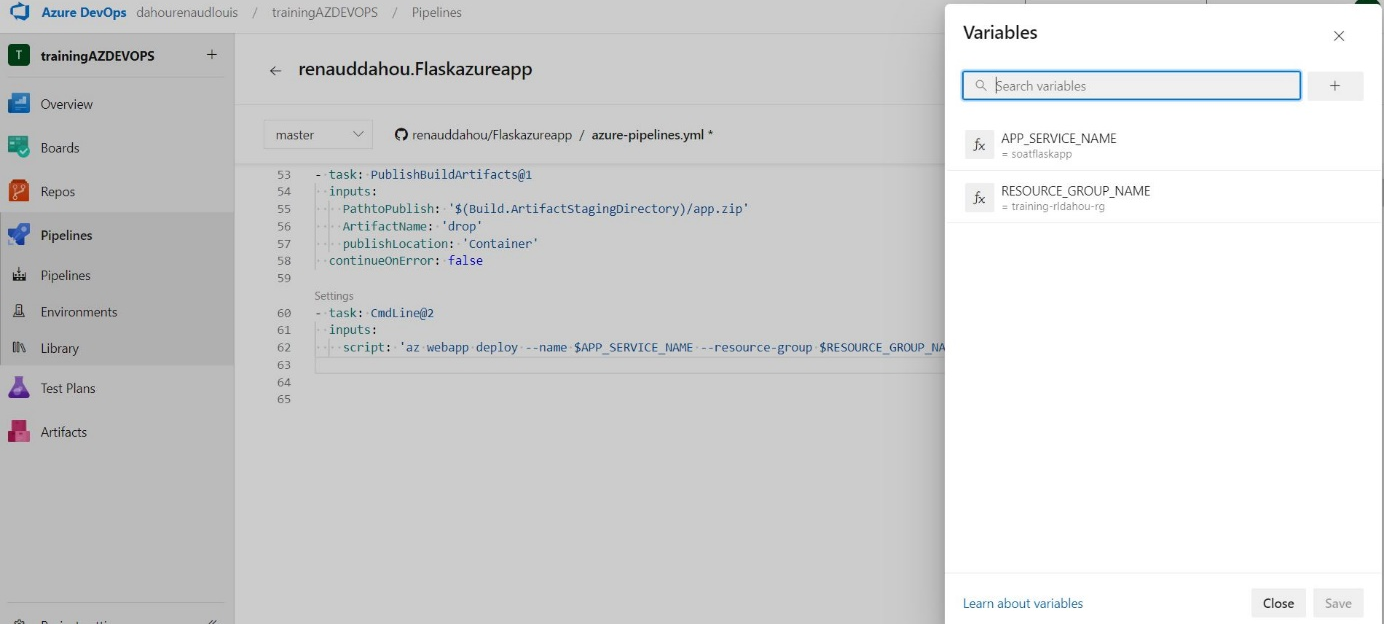 Azure DevOps dahourenaudlouis / trainingAZDEVOPS / Pipelines
T trainingAZDEVOPS +
Overview
Boards
Repos
Pipelines
Pipelines
Environments
Library
Test Plans
Artifacts
← renauddahou.Flaskazureapp
master renauddahou/Flaskazureapp / azure-pipelines.yml *
53 - task: PublishBuildArtifacts@1
54 inputs:
55 PathtoPublish: '$(Build.ArtifactStagingDirectory)/app.zip'
56 ArtifactName: 'drop'
57 publishLocation: 'Container'
58 continueOnError: false
59
Settings
60 - task: CmdLine@2
61 inputs:
62 script: 'az webapp deploy --name $APP_SERVICE_NAME --resource-group $RESOURCE_GROUP_NA
63
64
65
Variables
Search variables +
fx APP_SERVICE_NAME
= soatflaskapp
fx RESOURCE_GROUP_NAME
= training-rldahou-rg
Learn about variables Close Save